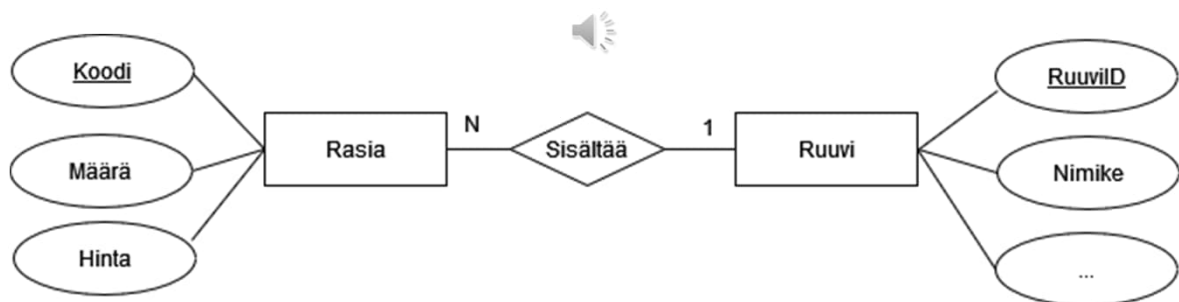 Koodi
Määrä
Hinta
Rasia
N
Sisältää
1
Ruuvi
RuuviID
Nimike
...